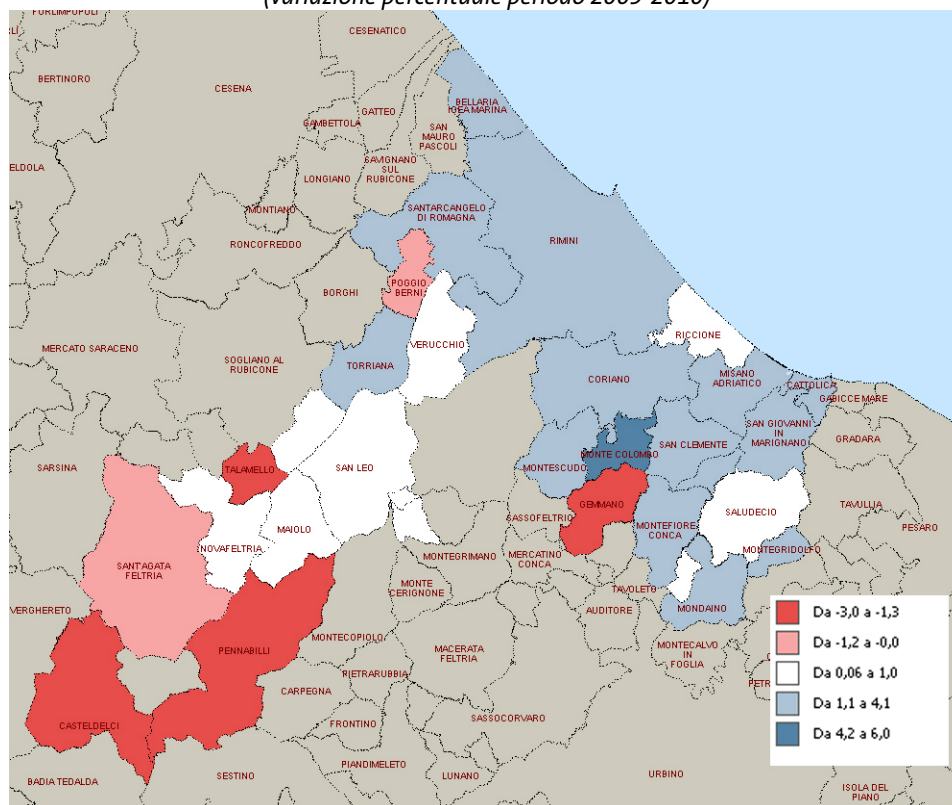 (variazione percentuale periodo 2009-2010)
FORLIMPOPOLI
CESENATICO
BERTINORO
CESENA
BELLARIA
IGEA MARINA
GATTEO
GAMBETTOLA
SAN
MAURO
PASCOLI
SAVIGNANO
SUL
RUBICONE
ELDOLA
LONGIANO
SANTARCANGELO
DI ROMAGNA
MONTIANO
RIMINI
RONCOFREDDO
POGGIO
BERNI
BORGHI
RICCIONE
MERCATO SARACENO
VERUCCHIO
SOGLIANO AL
RUBICONE
TORRIANA
CORIANO
MISANO
ADRIATICO
CATTOLICA
GABICCE MARE
SAN GIOVANNI
IN
MARIGNANO
GRADARA
SAN CLEMENTE
MONTE COLOMBO
SARSINA
TALAMELLO
SAN LEO
MONTESCUDO
GEMMANO
SALUDECIO
TAVULLIA
SASSOFELTRIO
MONTEFIORE
CONCA
PESARO
MAIOLO
NOVAFELTRIA
MONTEGRIDOLFO
MONTEGRIMANO
MERCATINO
CONCA
SANT'AGATA
FELTRIA
MONTE
CERIGNONE
TAVOLETO
VERGHERETO
AUDITORE
MONDAINO
MONTECOPIOLO
PENNABILLI
MACERATA
FELTRIA
MONTECALVO
IN
FOGLIA
PIETRARUBBIA
CARPEGNA
CASTELDELCI
FRONTINO
SASSOCORVARO
PIANDIMELETO
BADIA TEDALDA
SESTINO
LUNANO
URBINO
ISOLA DEL
PIANO
Da -3,0 a -1,3
Da -1,2 a -0,0
Da 0,06 a 1,0
Da 1,1 a 4,1
Da 4,2 a 6,0